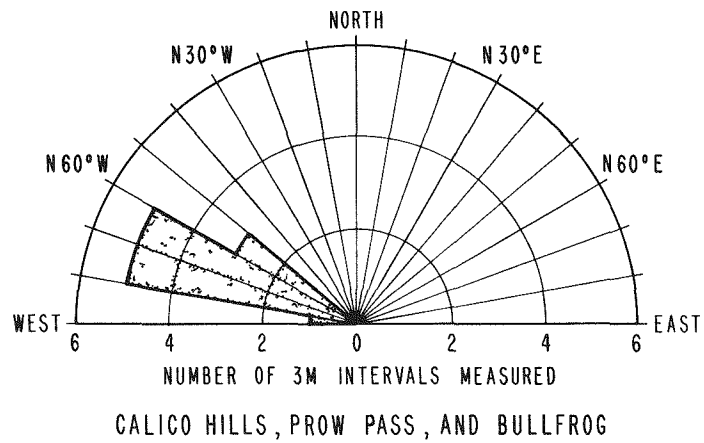 NORTH
N30°W N30°E
N60°W N60°E
WEST EAST
6 4 2 0 2 4 6
NUMBER OF 3M INTERVALS MEASURED
CALICO HILLS, PROW PASS, AND BULLFROG